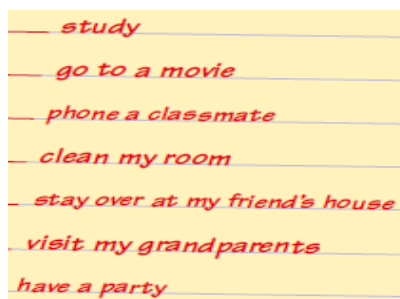 study
go to a movie
phone a classmate
clean my room
stay over at my friend's house
visit my grandparents
have a party